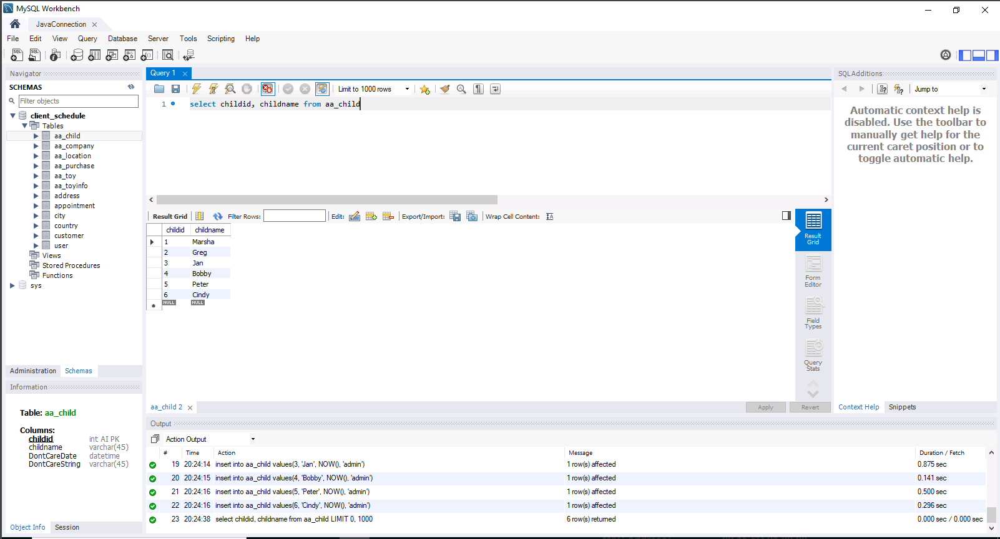 MySQL Workbench
JavaConnection
File Edit View Query Database Server Tools Scripting Help
Navigator
SCHEMAS
Filter objects
client_schedule
Tables
aa_child
aa_company
aa_location
aa_purchase
aa_toy
aa_toyinfo
address
appointment
city
country
customer
user
Views
Stored Procedures
Functions
sys
Administration Schemas
Information
Table: aa_child
Columns:
childid int AI PK
childname varchar(45)
DontCareDate datetime
DontCareString varchar(45)
Object Info Session
Query 1
Limit to 1000 rows
1 select childid, childname from aa_child
Result Grid Filter Rows: Edit: Export/Import: Wrap Cell Content:
childid childname
1 Marsha
2 Greg
3 Jan
4 Bobby
5 Peter
6 Cindy
NULL NULL
Result
Grid
Form
Editor
Field
Types
Query
Stats
aa_child 2 Apply Revert
SQLAdditions
Jump to
Automatic context help is
disabled. Use the toolbar to
manually get help for the
current caret position or to
toggle automatic help.
Context Help Snippets
Output
Action Output
# Time Action Message Duration / Fetch
19 20:24:14 insert into aa_child values(3, 'Jan', NOW(), 'admin') 1 row(s) affected 0.875 sec
20 20:24:15 insert into aa_child values(4, 'Bobby', NOW(), 'admin') 1 row(s) affected 0.141 sec
21 20:24:16 insert into aa_child values(5, 'Peter', NOW(), 'admin') 1 row(s) affected 0.500 sec
22 20:24:16 insert into aa_child values(6, 'Cindy', NOW(), 'admin') 1 row(s) affected 0.296 sec
23 20:24:38 select childid, childname from aa_child LIMIT 0, 1000 6 row(s) returned 0.000 sec / 0.000 sec